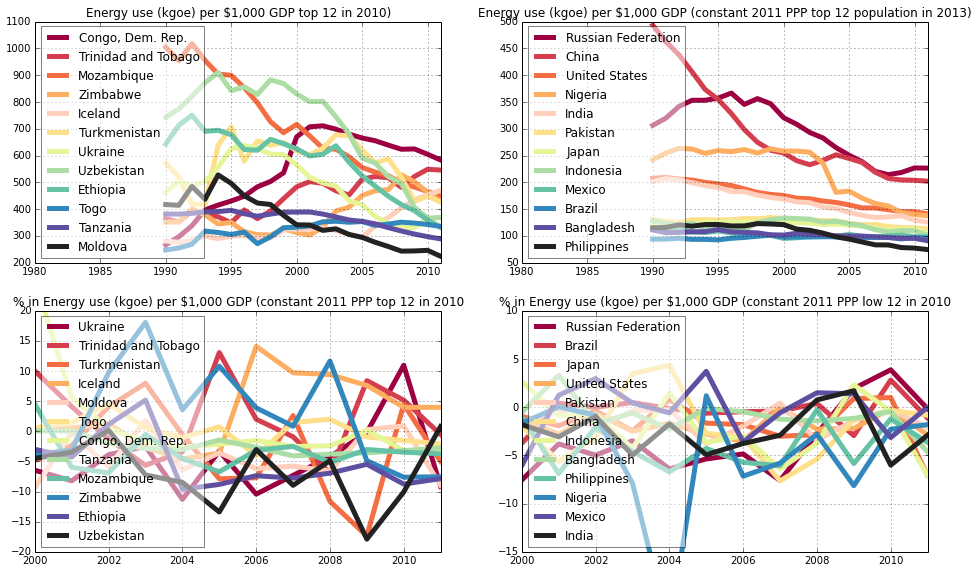 Energy use (kgoe) per $1,000 GDP top 12 in 2010)
1100
1000
900
800
700
600
500
400
300
200
1980
1985
1990
1995
2000
2005
2010
Congo, Dem. Rep.
Trinidad and Tobago
Mozambique
Zimbabwe
Iceland
Turkmenistan
Ukraine
Uzbekistan
Ethiopia
Togo
Tanzania
Moldova
Energy use (kgoe) per $1,000 GDP (constant 2011 PPP top 12 population in 2013)
500
450
400
350
300
250
200
150
100
50
1980
1985
1990
1995
2000
2005
2010
Russian Federation
China
United States
Nigeria
India
Pakistan
Japan
Indonesia
Mexico
Brazil
Bangladesh
Philippines
% in Energy use (kgoe) per $1,000 GDP (constant 2011 PPP top 12 in 2010
20
15
10
5
0
−5
−10
−15
−20
2000
2002
2004
2006
2008
2010
Ukraine
Trinidad and Tobago
Turkmenistan
Iceland
Moldova
Togo
Congo, Dem. Rep.
Tanzania
Mozambique
Zimbabwe
Ethiopia
Uzbekistan
% in Energy use (kgoe) per $1,000 GDP (constant 2011 PPP low 12 in 2010
10
5
0
−5
−10
−15
2000
2002
2004
2006
2008
2010
Russian Federation
Brazil
Japan
United States
Pakistan
China
Indonesia
Bangladesh
Philippines
Nigeria
Mexico
India